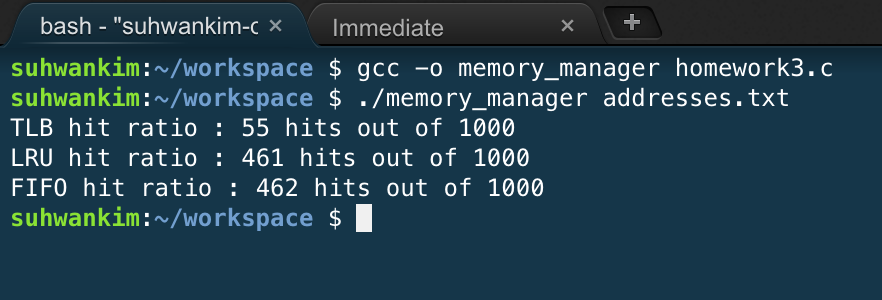 bash - "suhwankim-c × Immediate × +
suhwankim:~/workspace $ gcc -o memory_manager homework3.c
suhwankim:~/workspace $ ./memory_manager addresses.txt
TLB hit ratio : 55 hits out of 1000
LRU hit ratio : 461 hits out of 1000
FIFO hit ratio : 462 hits out of 1000
suhwankim:~/workspace $